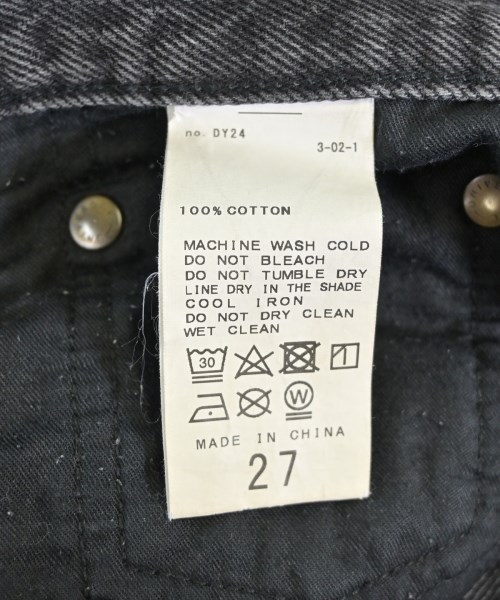 no. DY24
3-02-1
100% COTTON
MACHINE WASH COLD
DO NOT BLEACH
DO NOT TUMBLE DRY
LINE DRY IN THE SHADE
COOL IRON
DO NOT DRY CLEAN
WET CLEAN
30
W
MADE IN CHINA
27